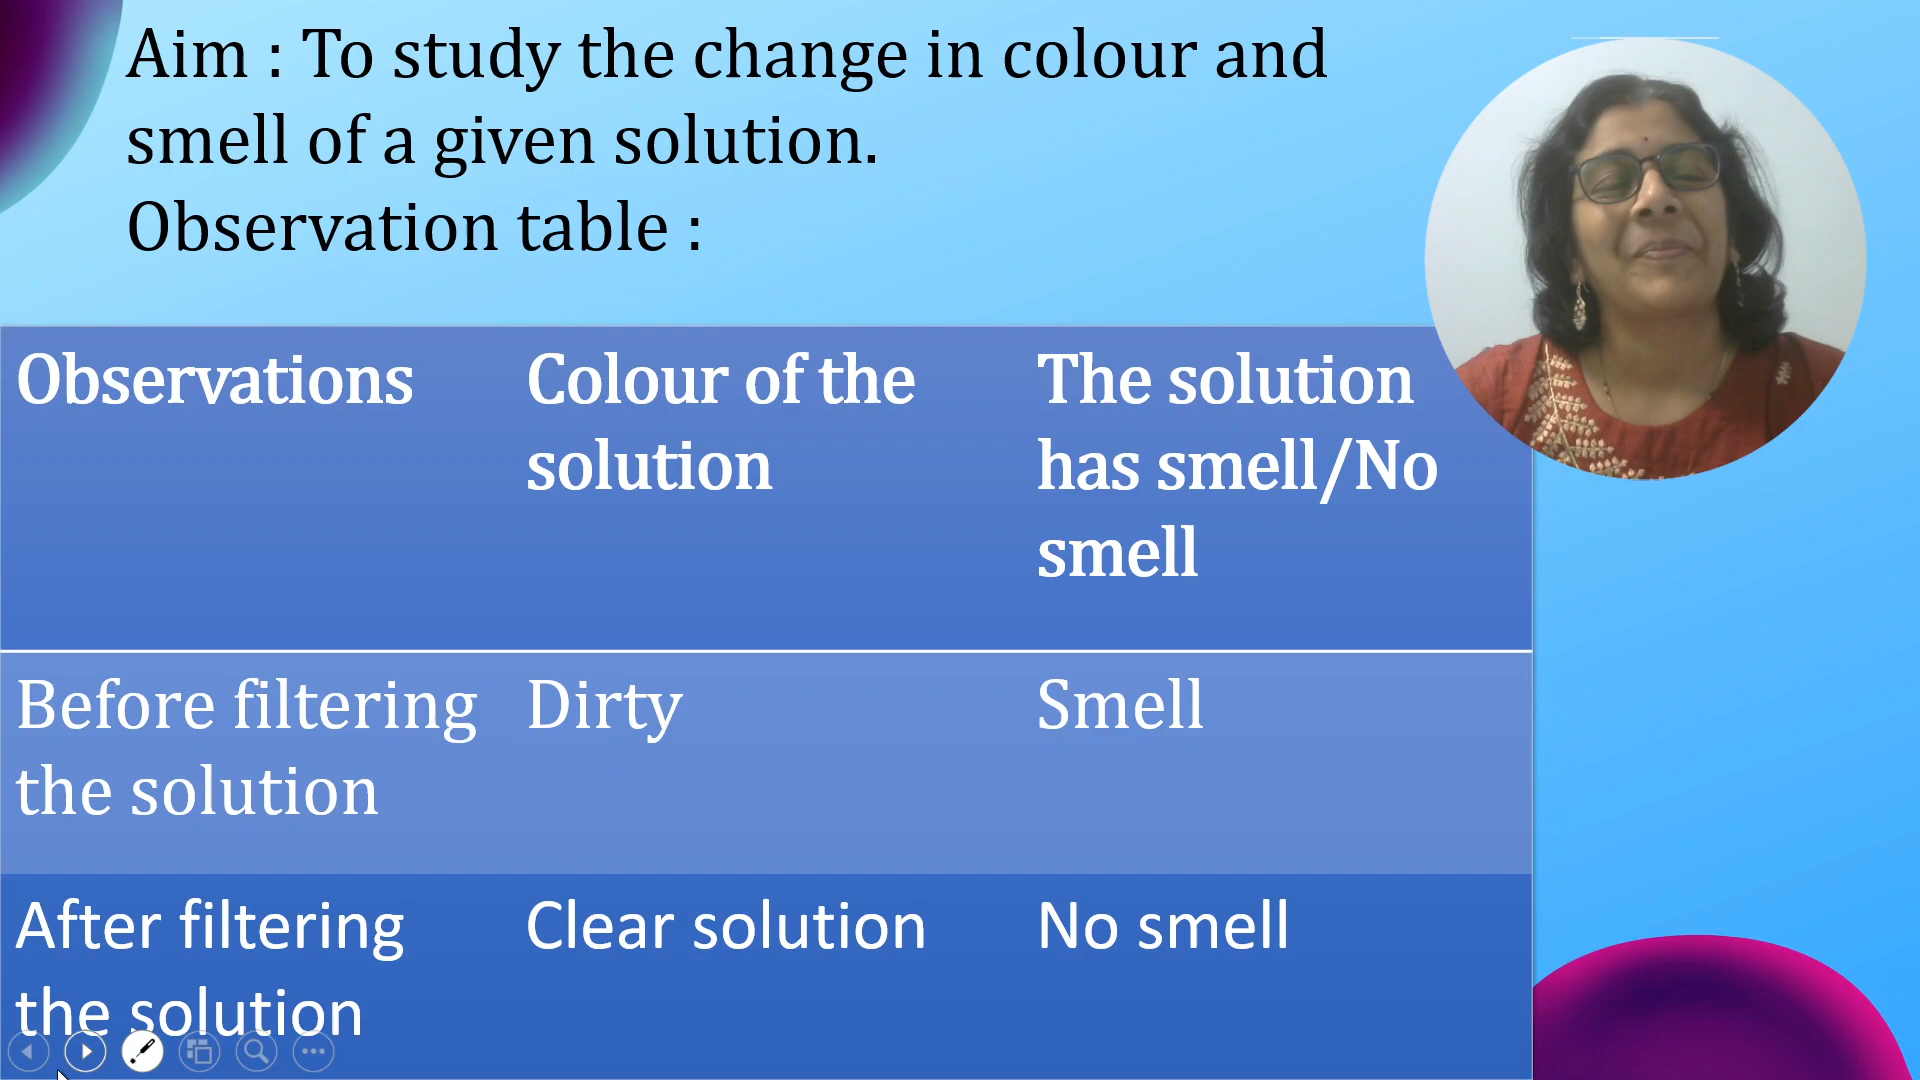 Aim : To study the change in colour and
smell of a given solution.
Observation table :
Observations
Colour of the
solution
The solution
has smell/No
smell
Before filtering
the solution
Dirty
Smell
After filtering
the solution
Clear solution
No smell